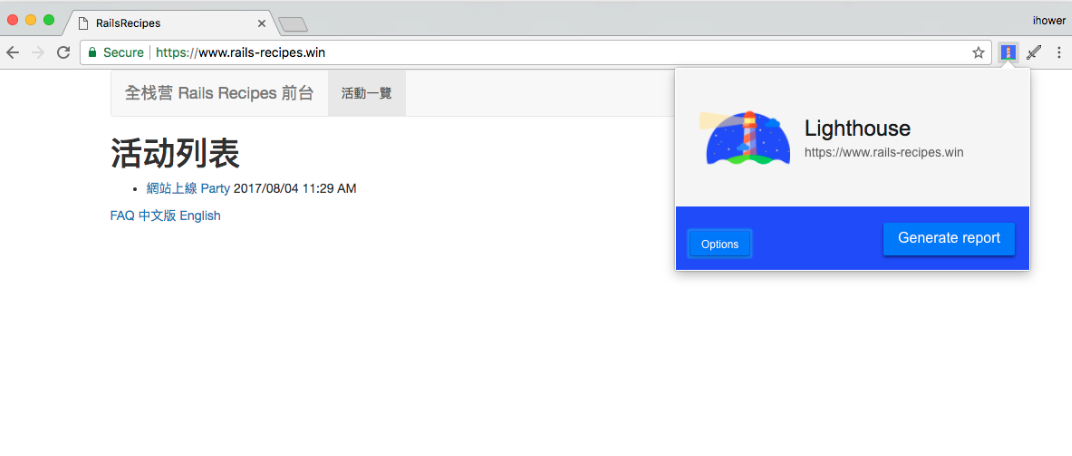 RailsRecipes
ihower
Secure https://www.rails-recipes.win
全栈营 Rails Recipes 前台 活動一覽
Lighthouse
https://www.rails-recipes.win
活动列表
網站上線 Party 2017/08/04 11:29 AM
FAQ 中文版 English
Options
Generate report